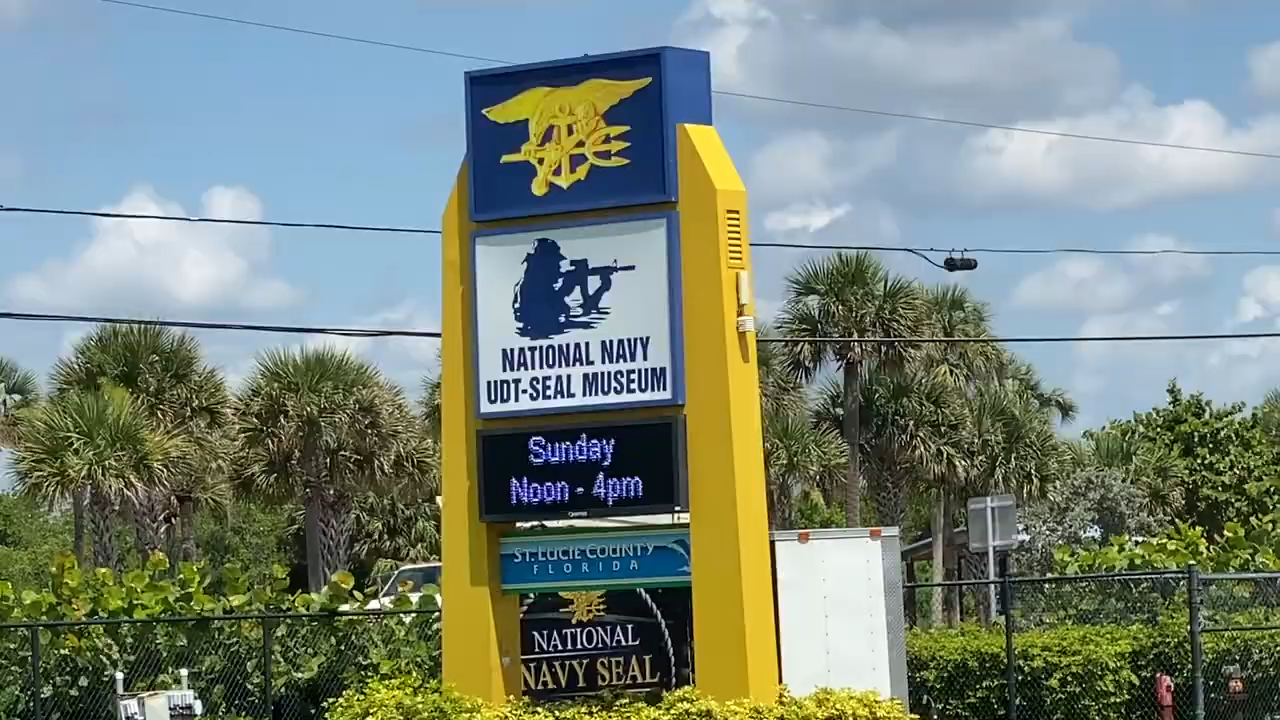 NATIONAL NAVY
UDT-SEAL MUSEUM
Sunday
Noon - 4pm
ST. LUCIE COUNTY
FLORIDA
NATIONAL
NAVY SEAL